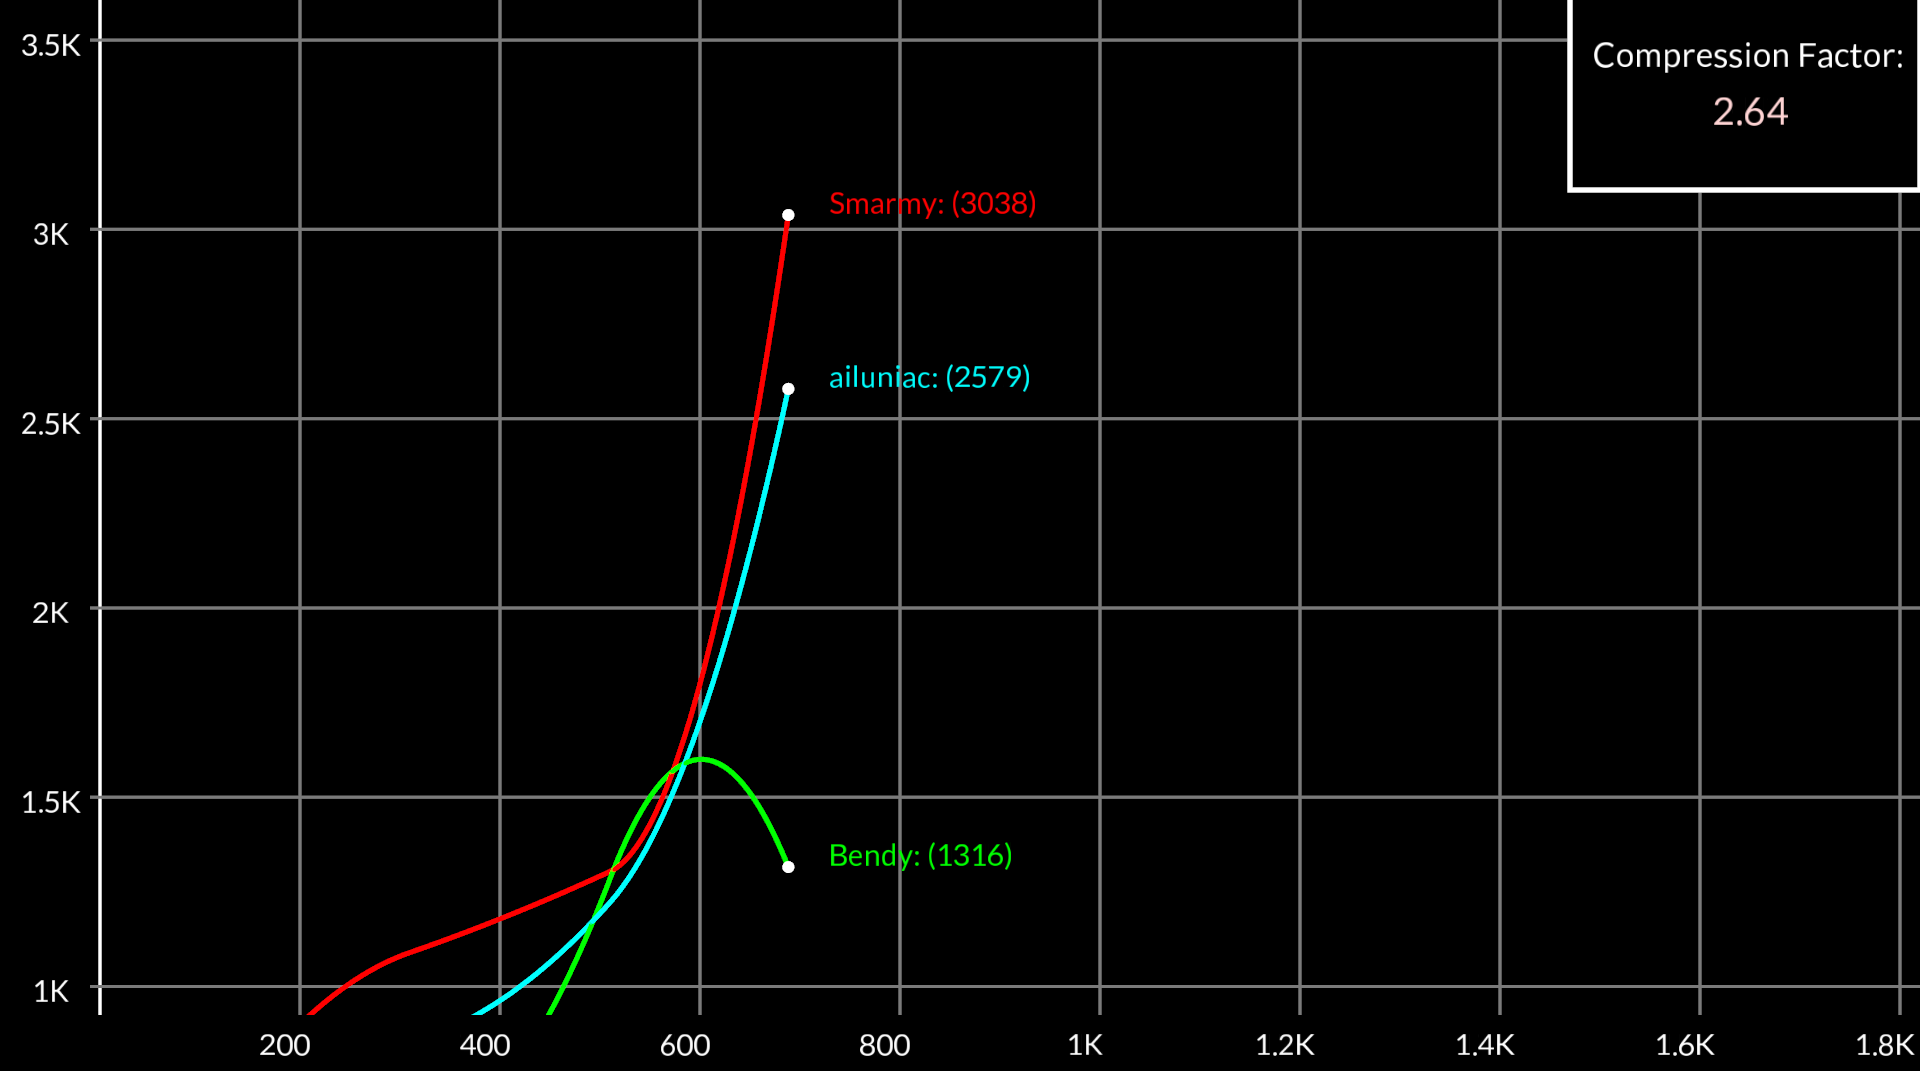 3.5K
Compression Factor:
2.64
Smarmy: (3038)
3K
ailuniac: (2579)
2.5K
2K
1.5K
Bendy: (1316)
1K
200 400 600 800 1K 1.2K 1.4K 1.6K 1.8K